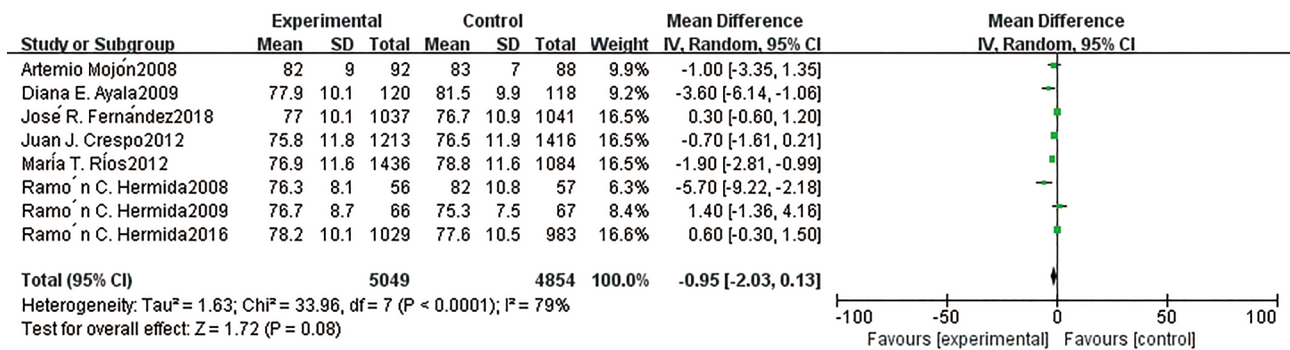 Experimental Control Mean Difference Mean Difference
Study or Subgroup Mean SD Total Mean SD Total Weight IV, Random, 95% CI IV, Random, 95% CI
Artemio Mojón2008 82 9 92 83 7 88 9.9% -1.00 [-3.35, 1.35]
Diana E. Ayala2009 77.9 10.1 120 81.5 9.9 118 9.2% -3.60 [-6.14, -1.06]
José R. Fernández2018 77 10.1 1037 76.7 10.9 1041 16.5% 0.30 [-0.60, 1.20]
Juan J. Crespo2012 75.8 11.8 1213 76.5 11.9 1416 16.5% -0.70 [-1.61, 0.21]
María T. Ríos2012 76.9 11.6 1436 78.8 11.6 1084 16.5% -1.90 [-2.81, -0.99]
Ramo´n C. Hermida2008 76.3 8.1 56 82 10.8 57 6.3% -5.70 [-9.22, -2.18]
Ramo´n C. Hermida2009 76.7 8.7 66 75.3 7.5 67 8.4% 1.40 [-1.36, 4.16]
Ramo´n C. Hermida2016 78.2 10.1 1029 77.6 10.5 983 16.6% 0.60 [-0.30, 1.50]
Total (95% CI) 5049 4854 100.0% -0.95 [-2.03, 0.13]
Heterogeneity: Tau² = 1.63; Chi² = 33.96, df = 7 (P < 0.0001); I² = 79%
Test for overall effect: Z = 1.72 (P = 0.08)
-100 -50 0 50 100
Favours [experimental] Favours [control]